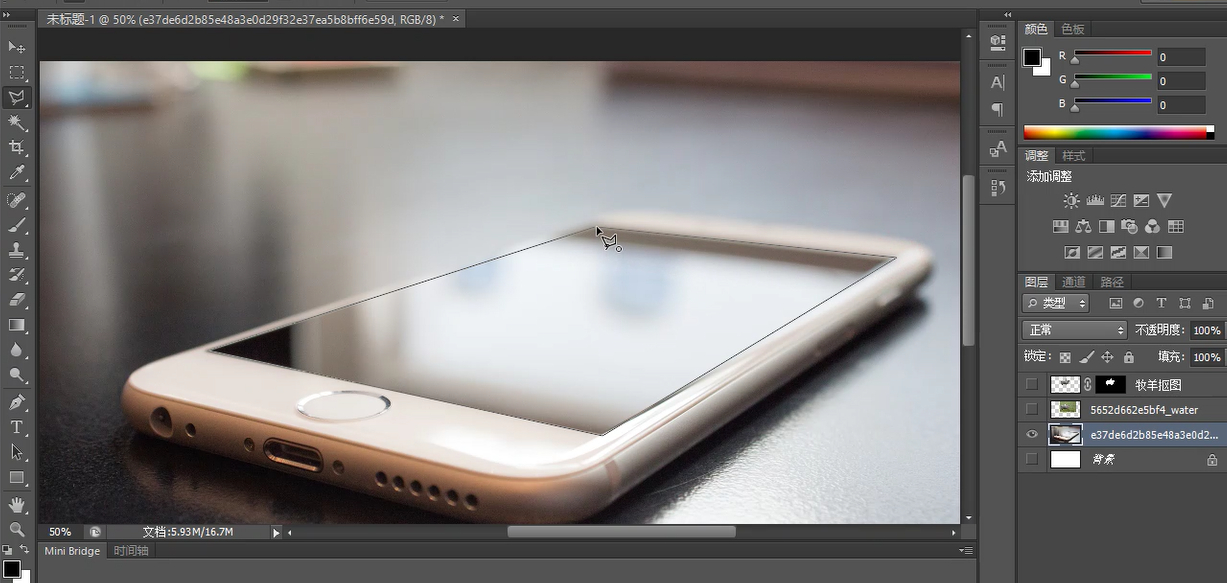 未标题-1 @ 50% (e37de6d2b85e48a3e0d29f32e37ea5b8bff6e59d, RGB/8) * ×
颜色 色板
R 0
G 0
B 0
调整 样式
添加调整
图层 通道 路径
类型
正常 不透明度: 100%
锁定: 填充: 100%
牧羊抠图
5652d662e5bf4_water
e37de6d2b85e48a3e0d2...
背景
50% 文档:5.93M/16.7M
Mini Bridge 时间轴